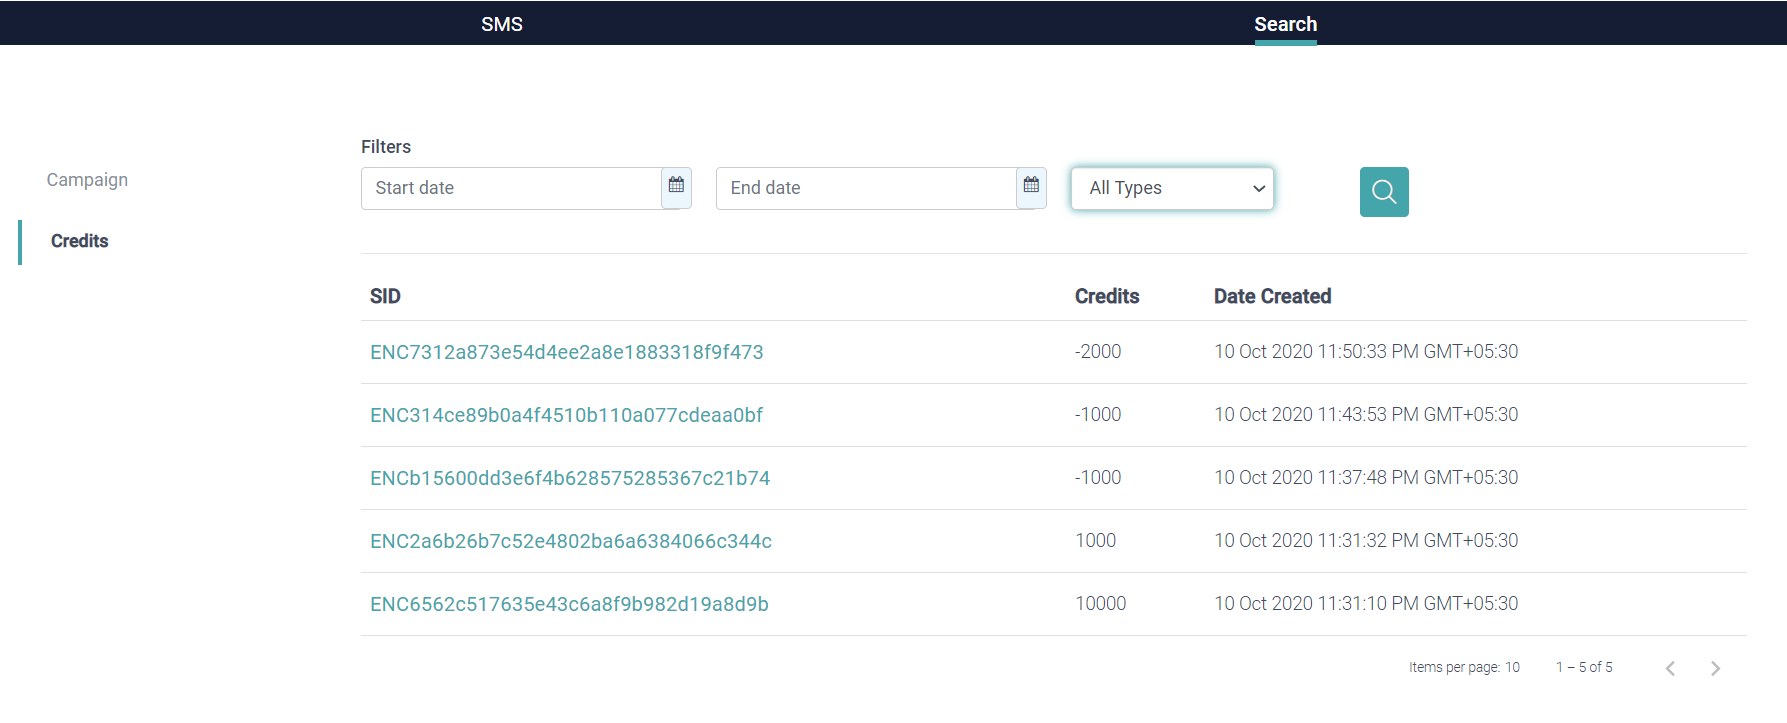 SMS Search
Campaign
Credits
Filters
Start date End date All Types
SID Credits Date Created
ENC7312a873e54d4ee2a8e1883318f9f473 -2000 10 Oct 2020 11:50:33 PM GMT+05:30
ENC314ce89b0a4f4510b110a077cdeaa0bf -1000 10 Oct 2020 11:43:53 PM GMT+05:30
ENCb15600dd3e6f4b628575285367c21b74 -1000 10 Oct 2020 11:37:48 PM GMT+05:30
ENC2a6b26b7c52e4802ba6a6384066c344c 1000 10 Oct 2020 11:31:32 PM GMT+05:30
ENC6562c517635e43c6a8f9b982d19a8d9b 10000 10 Oct 2020 11:31:10 PM GMT+05:30
Items per page: 10 1 – 5 of 5